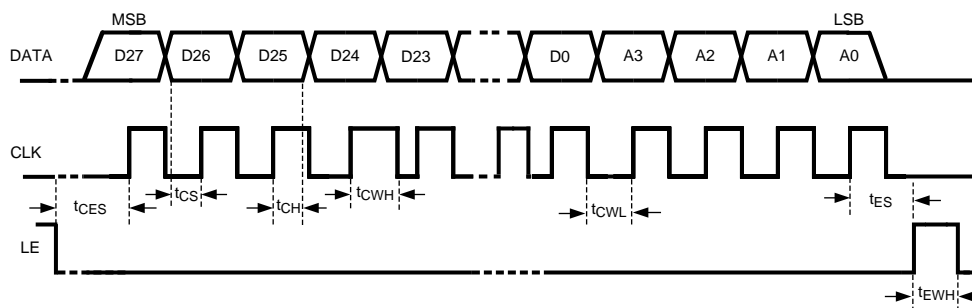 MSB LSB
DATA D27 D26 D25 D24 D23 D0 A3 A2 A1 A0
CLK
tCES tCS tCH tCWH tCWL tES
LE
tEWH